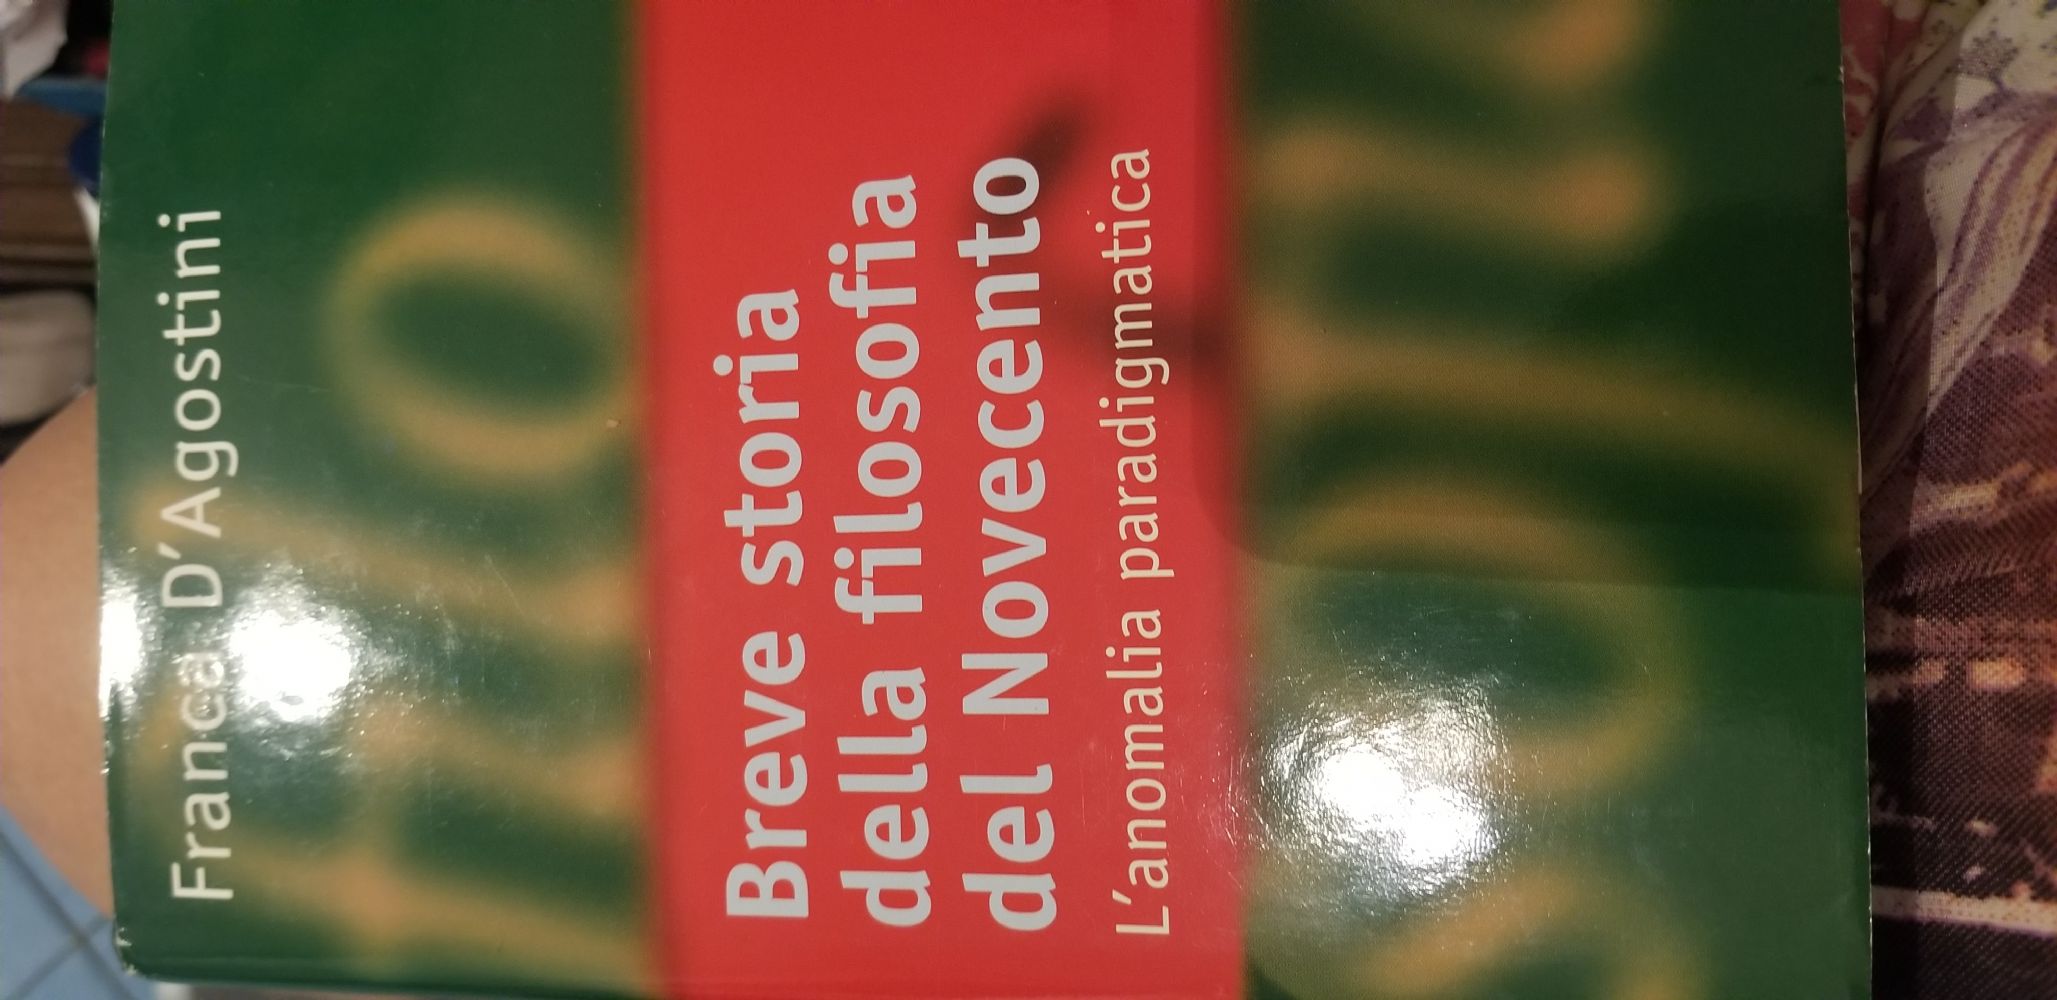 Franca D'Agostini
Breve storia
della filosofia
del Novecento
L'anomalia paradigmatica